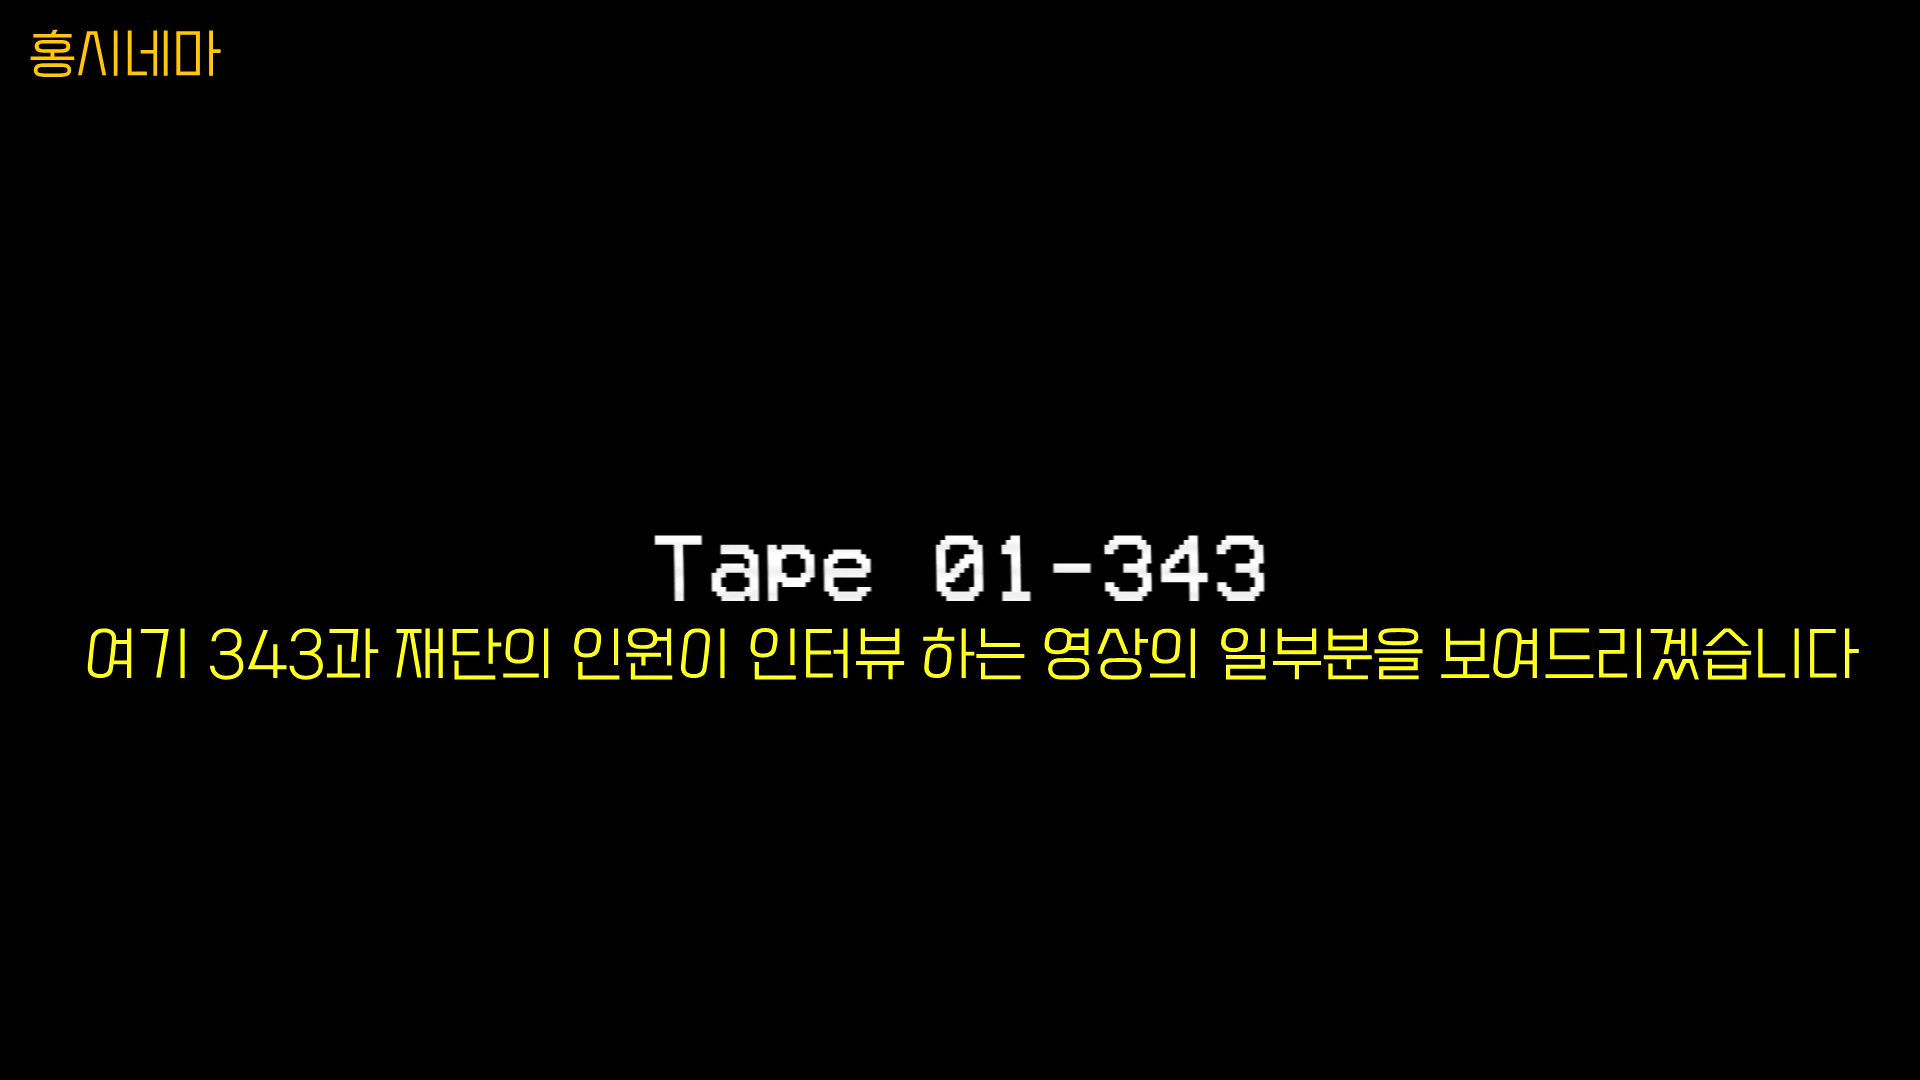 홍시네마
Tape 01-343
여기 343과 재단의 인원이 인터뷰 하는 영상의 일부분을 보여드리겠습니다